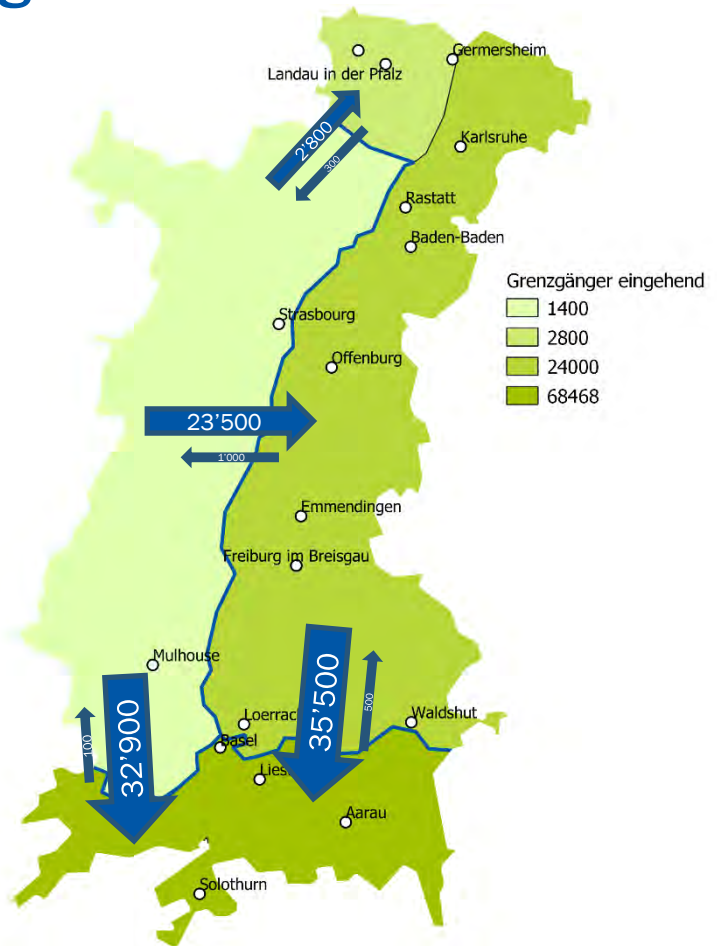 Germersheim
Landau in der Pfalz
2'800
300
Karlsruhe
Rastatt
Baden-Baden
Grenzgänger eingehend
1400
2800
24000
68468
Strasbourg
Offenburg
23'500
1'000
Emmendingen
Freiburg im Breisgau
Mulhouse
35'500
500
32'900
100
Loerrac
Waldshut
Basel
Lies
Aarau
Solothurn